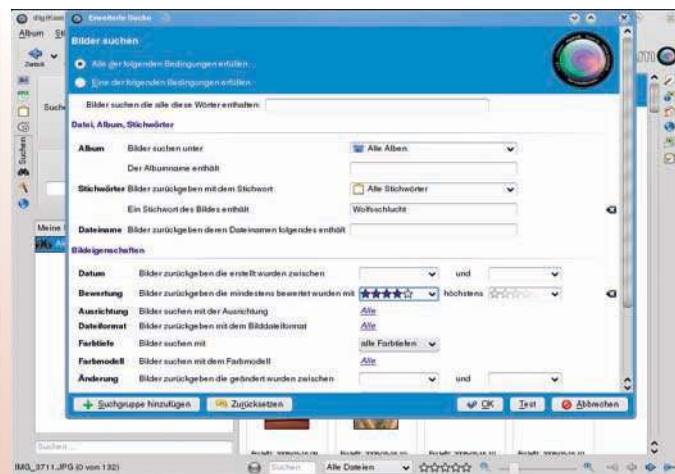 Erweiterte Suche
Album
Zurück
Suchen
Bilder suchen
Alle der folgenden Bedingungen erfüllen
Eine der folgenden Bedingungen erfüllen
Bilder suchen die alle diese Wörter enthalten:
Datei, Album, Stichwörter
Album Bilder suchen unter Alle Alben
Der Albumname enthält
Stichwörter Bilder zurückgeben mit dem Stichwort Alle Stichwörter
Ein Stichwort des Bildes enthält Wolfsschlucht
Dateiname Bilder zurückgeben deren Dateinamen folgendes enthält
Bildeigenschaften
Datum Bilder zurückgeben die erstellt wurden zwischen und
Bewertung Bilder zurückgeben die mindestens bewertet wurden mit höchstens
Ausrichtung Bilder suchen mit der Ausrichtung Alle
Dateiformat Bilder zurückgeben mit dem Bilddateiformat Alle
Farbtiefe Bilder suchen mit alle Farbtiefen
Farbmodell Bilder suchen mit dem Farbmodell Alle
Änderung Bilder zurückgeben die geändert wurden zwischen und
Suchgruppe hinzufügen Zurücksetzen OK Test Abbrechen
Suchen...
IMG_3711.JPG (0 von 132) Suchen Alle Dateien